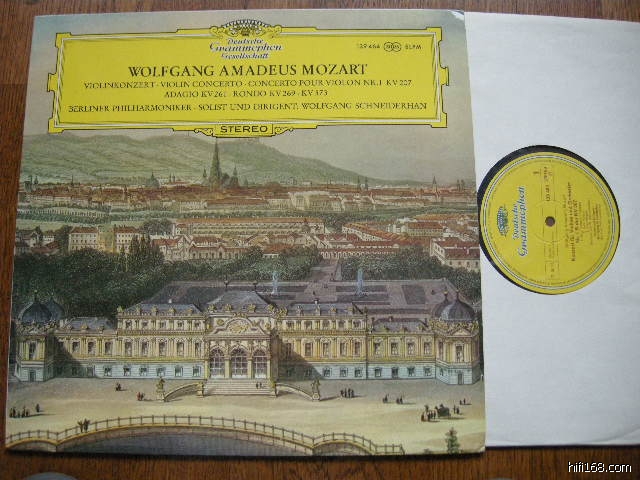 Deutsche
Grammophon
Gesellschaft
139 464 SLPM
WOLFGANG AMADEUS MOZART
VIOLINKONZERT · VIOLIN CONCERTO · CONCERTO POUR VIOLON NR.1 KV 207
ADAGIO KV 261 · RONDO KV 269 · KV 373
BERLINER PHILHARMONIKER · SOLIST UND DIRIGENT: WOLFGANG SCHNEIDERHAN
STEREO
Deutsche
Grammophon
hifi168.com